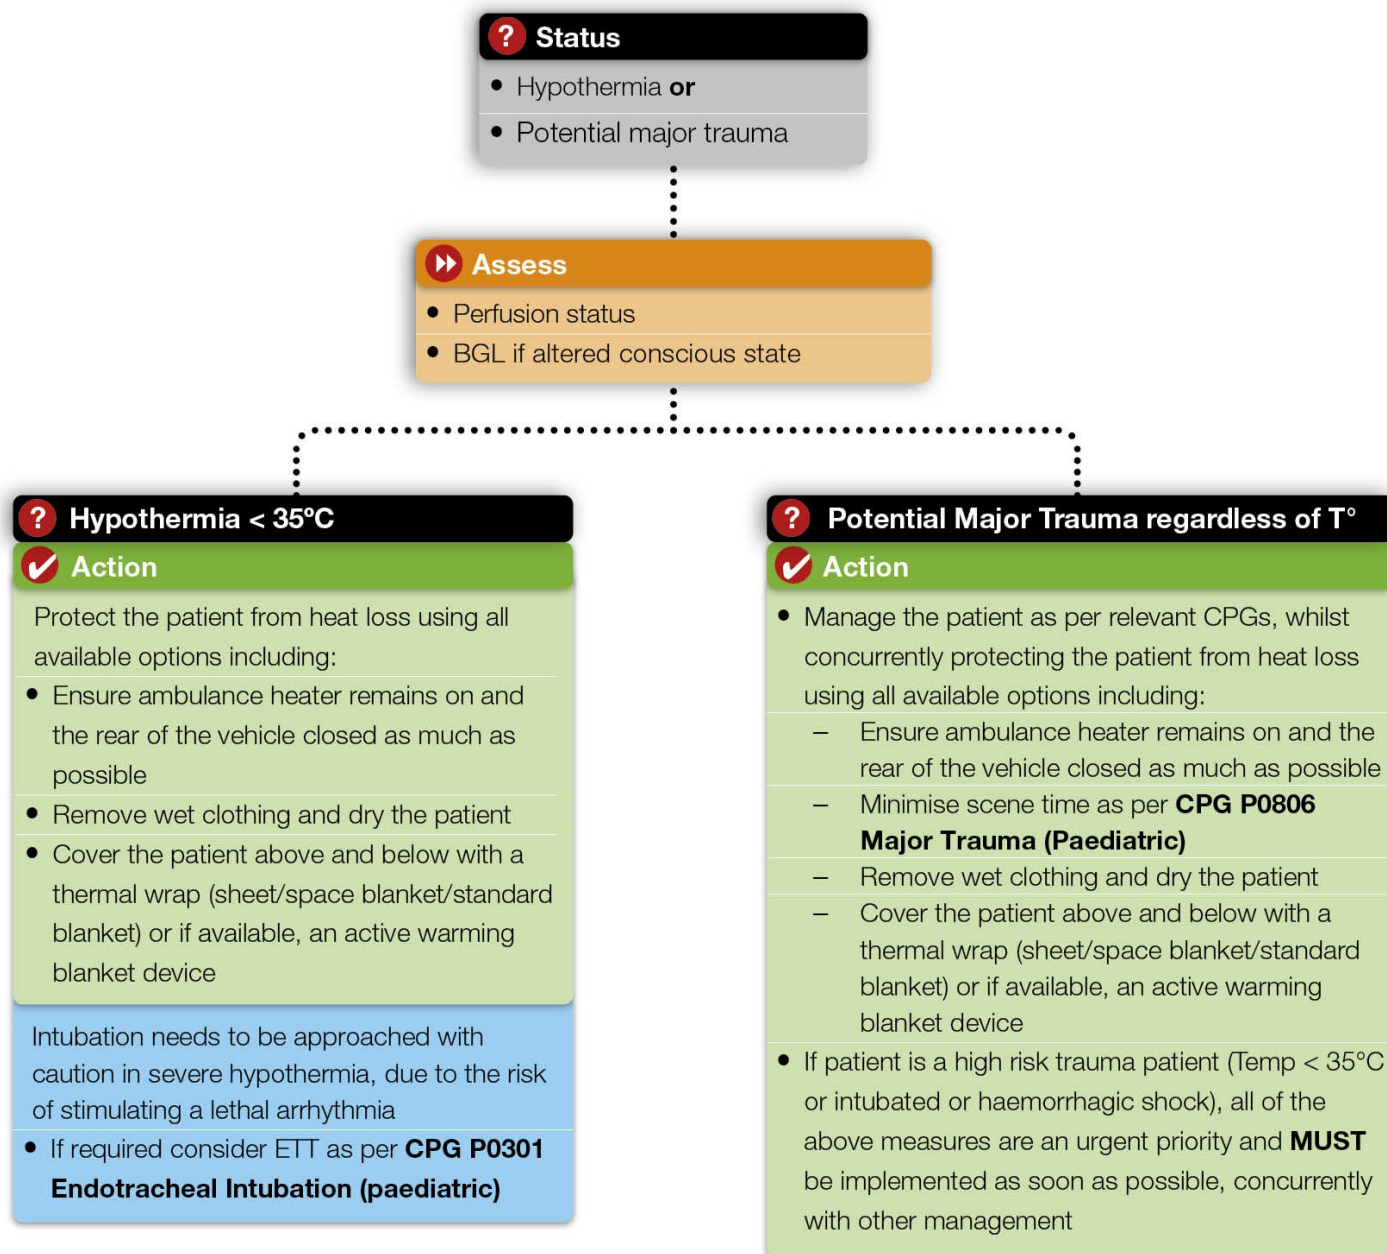 ? Status
• Hypothermia or
• Potential major trauma
Assess
• Perfusion status
• BGL if altered conscious state
? Hypothermia < 35ºC
Action
Protect the patient from heat loss using all
available options including:
• Ensure ambulance heater remains on and
the rear of the vehicle closed as much as
possible
• Remove wet clothing and dry the patient
• Cover the patient above and below with a
thermal wrap (sheet/space blanket/standard
blanket) or if available, an active warming
blanket device
Intubation needs to be approached with
caution in severe hypothermia, due to the risk
of stimulating a lethal arrhythmia
• If required consider ETT as per CPG P0301
Endotracheal Intubation (paediatric)
? Potential Major Trauma regardless of T°
Action
• Manage the patient as per relevant CPGs, whilst
concurrently protecting the patient from heat loss
using all available options including:
– Ensure ambulance heater remains on and the
rear of the vehicle closed as much as possible
– Minimise scene time as per CPG P0806
Major Trauma (Paediatric)
– Remove wet clothing and dry the patient
– Cover the patient above and below with a
thermal wrap (sheet/space blanket/standard
blanket) or if available, an active warming
blanket device
• If patient is a high risk trauma patient (Temp < 35°C
or intubated or haemorrhagic shock), all of the
above measures are an urgent priority and MUST
be implemented as soon as possible, concurrently
with other management